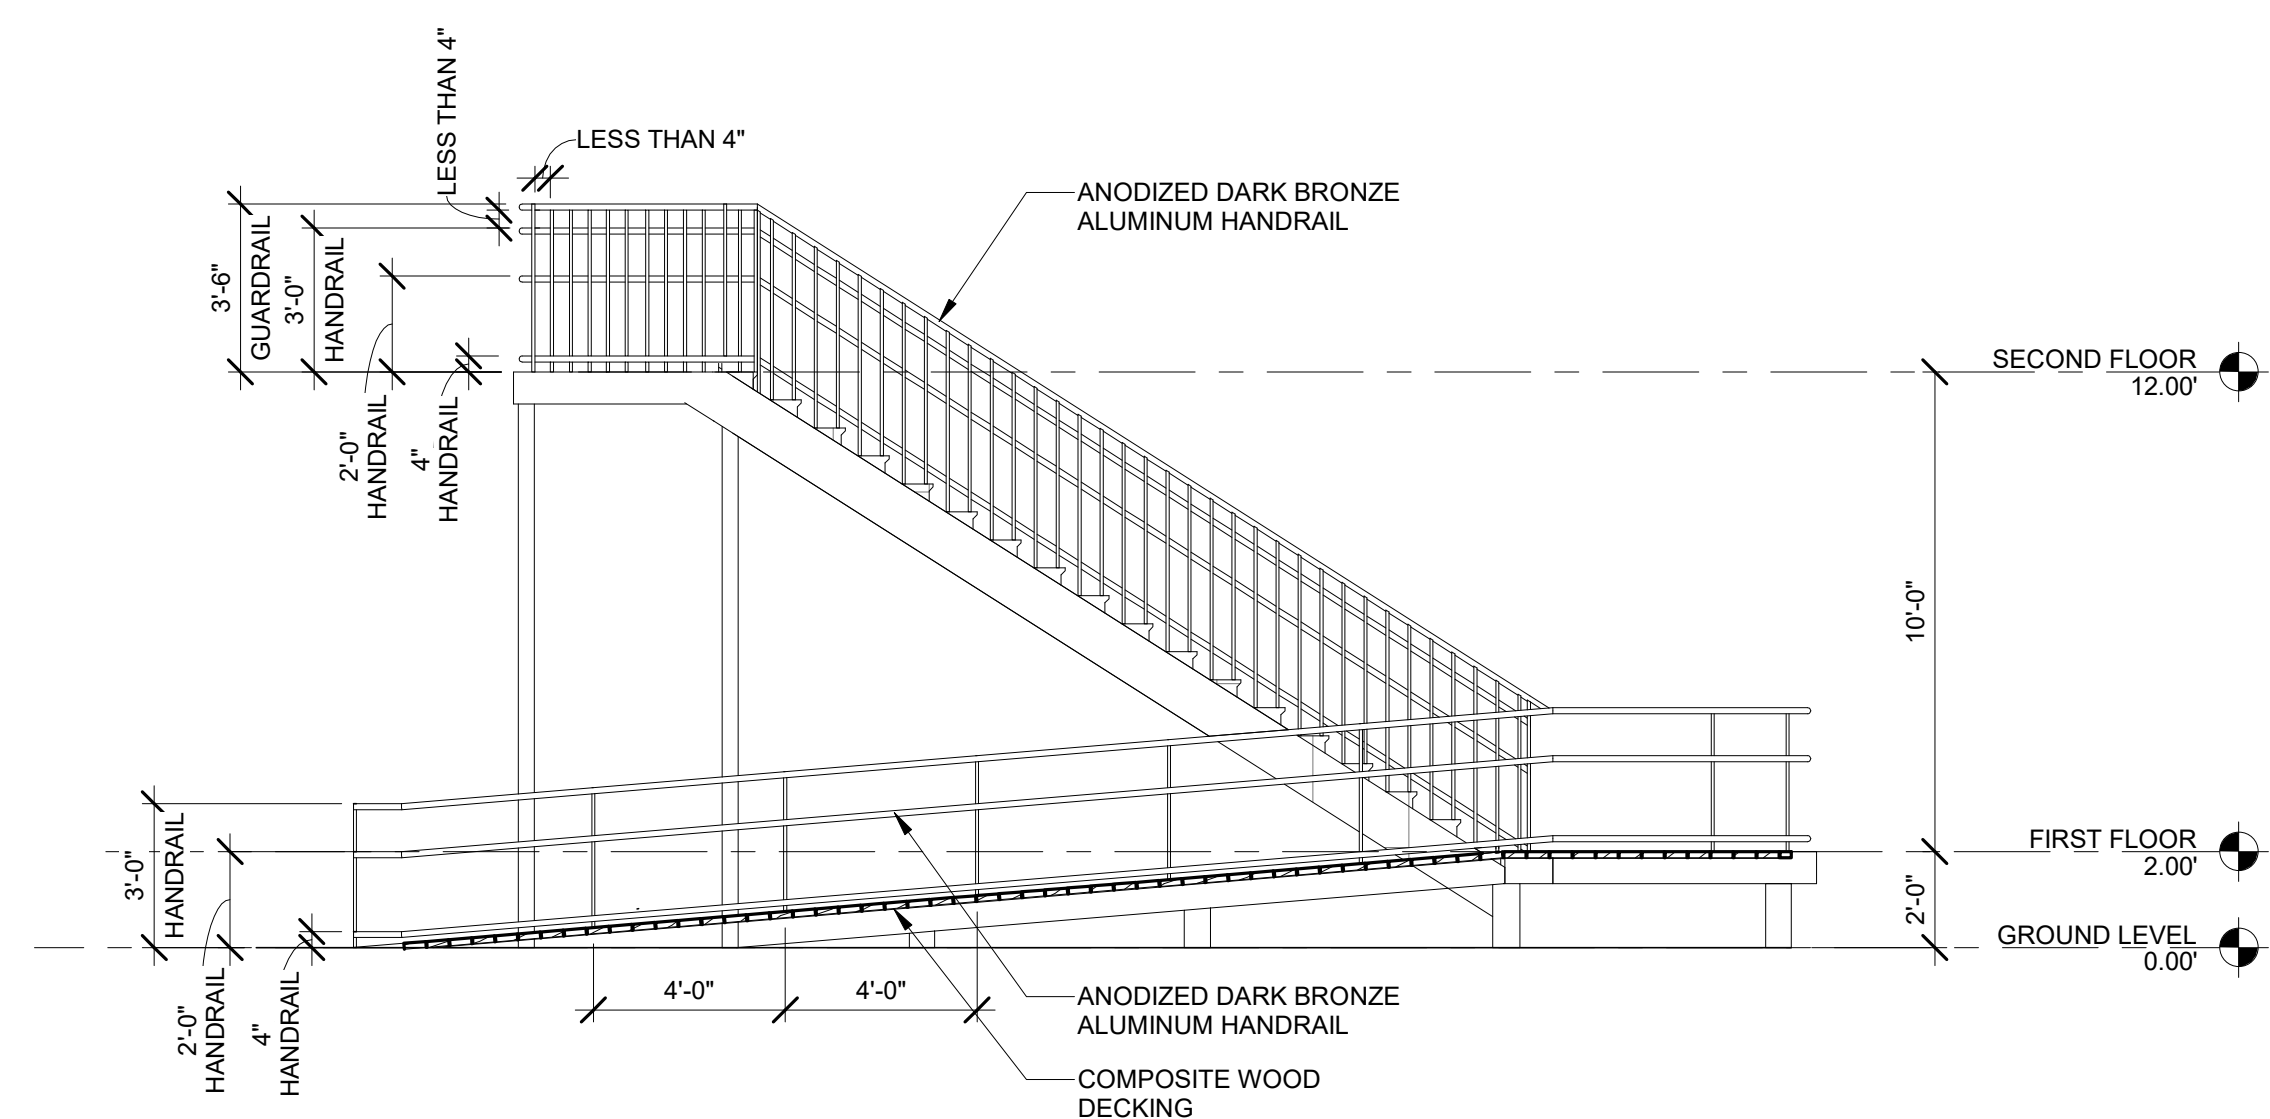 LESS THAN 4"
LESS THAN 4"
ANODIZED DARK BRONZE
ALUMINUM HANDRAIL
3'-6"
GUARDRAIL
3'-0"
HANDRAIL
2'-0"
HANDRAIL
4"
HANDRAIL
SECOND FLOOR
12.00'
10'-0"
FIRST FLOOR
2.00'
2'-0"
GROUND LEVEL
0.00'
3'-0"
HANDRAIL
2'-0"
HANDRAIL
4"
HANDRAIL
4'-0"
4'-0"
ANODIZED DARK BRONZE
ALUMINUM HANDRAIL
COMPOSITE WOOD
DECKING